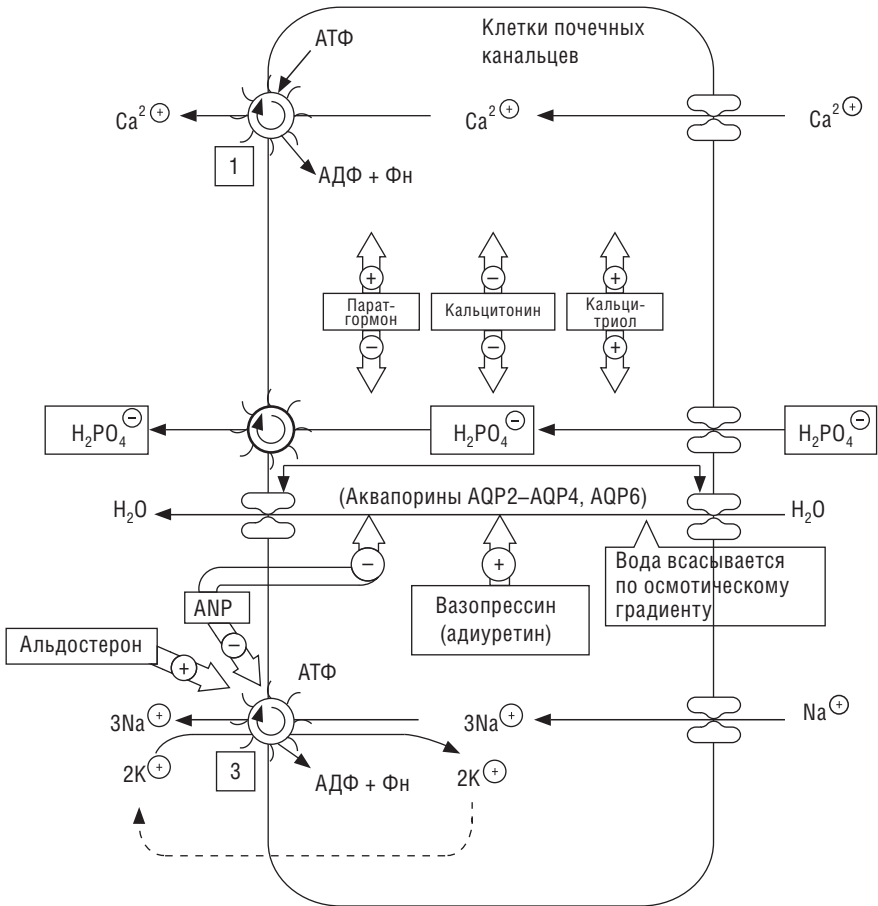 Клетки почечных
канальцев
АТФ
Ca²⊕ Ca²⊕ Ca²⊕
1
АДФ + Фн
+ − +
Парат-
гормон
Кальцитонин
Кальци-
триол
− − +
H₂PO₄⊖ H₂PO₄⊖ H₂PO₄⊖
(Аквапорины AQP2–AQP4, AQP6)
H₂O H₂O
− +
Вода всасывается
по осмотическому
градиенту
ANP
Вазопрессин
(адиуретин)
Альдостерон
+ −
АТФ
3Na⊕ 3Na⊕ Na⊕
2K⊕ 2K⊕
3
АДФ + Фн